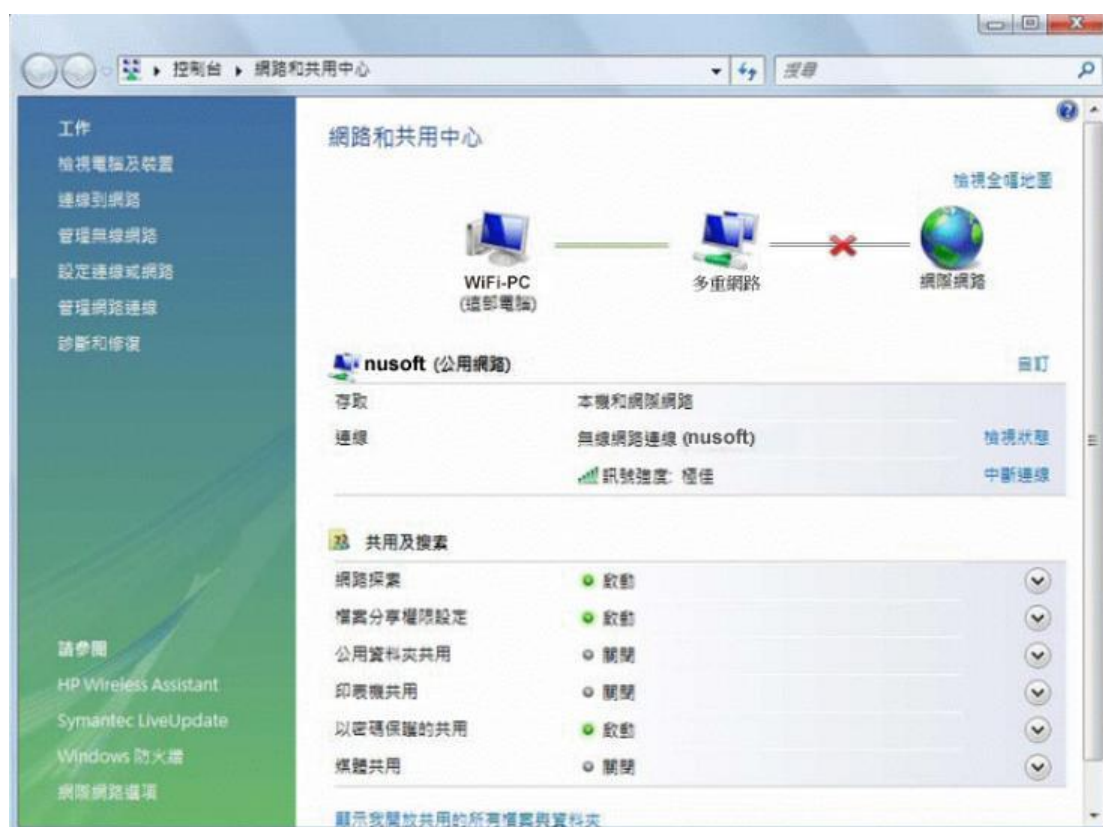 控制台 ▸ 網路和共用中心
搜尋
工作
檢視電腦及裝置
連線到網路
管理無線網路
設定連線或網路
管理網路連線
診斷和修復
請參閱
HP Wireless Assistant
Symantec LiveUpdate
Windows 防火牆
網際網路選項
網路和共用中心
檢視全幅地圖
WiFi-PC
(這部電腦)
多重網路
網際網路
nusoft (公用網路) 自訂
存取 本機和網際網路
連線 無線網路連線 (nusoft) 檢視狀態
訊號強度: 極佳 中斷連線
共用及搜索
網路探索 啟動
檔案分享權限設定 啟動
公用資料夾共用 關閉
印表機共用 關閉
以密碼保護的共用 啟動
媒體共用 關閉
顯示我開放共用的所有檔案與資料夾